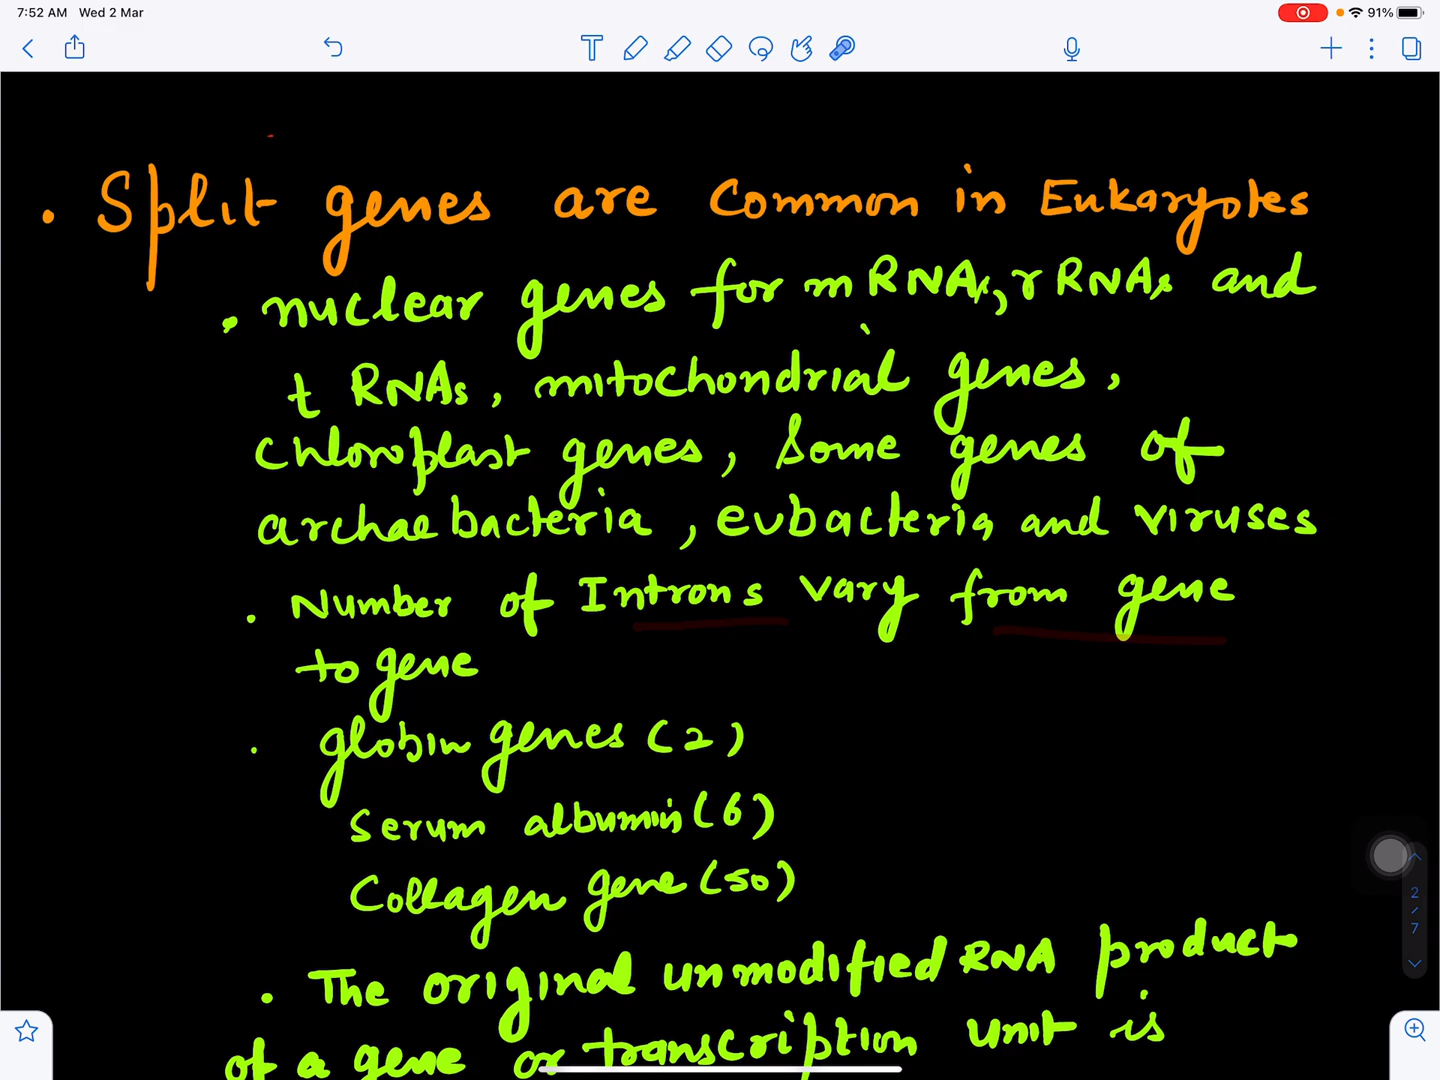 7:52 AM Wed 2 Mar
91%
. Split genes are Common in Eukaryotes
. nuclear genes for mRNAs, rRNAs and
t RNAs, mitochondrial genes,
Chloroplast genes, Some genes of
archaebacteria, eubacteria and viruses
. Number of Introns vary from gene
to gene
. globin genes (2)
Serum albumin (6)
Collagen gene (50)
. The original unmodified RNA product
of a gene or transcription unit is
2
/
7